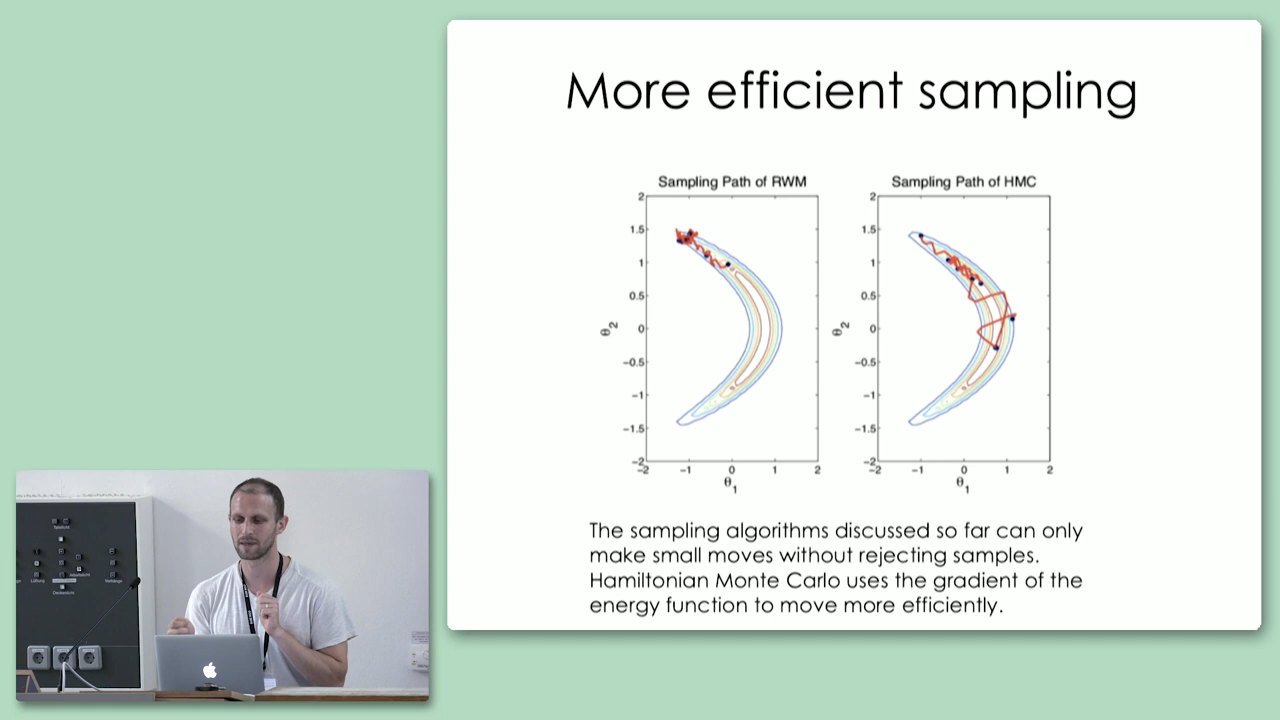 More efficient sampling
Sampling Path of RWM
2
1.5
1
0.5
0
−0.5
−1
−1.5
−2
−2 −1 0 1 2
θ2
θ1
Sampling Path of HMC
2
1.5
1
0.5
0
−0.5
−1
−1.5
−2
−2 −1 0 1 2
θ2
θ1
The sampling algorithms discussed so far can only
make small moves without rejecting samples.
Hamiltonian Monte Carlo uses the gradient of the
energy function to move more efficiently.